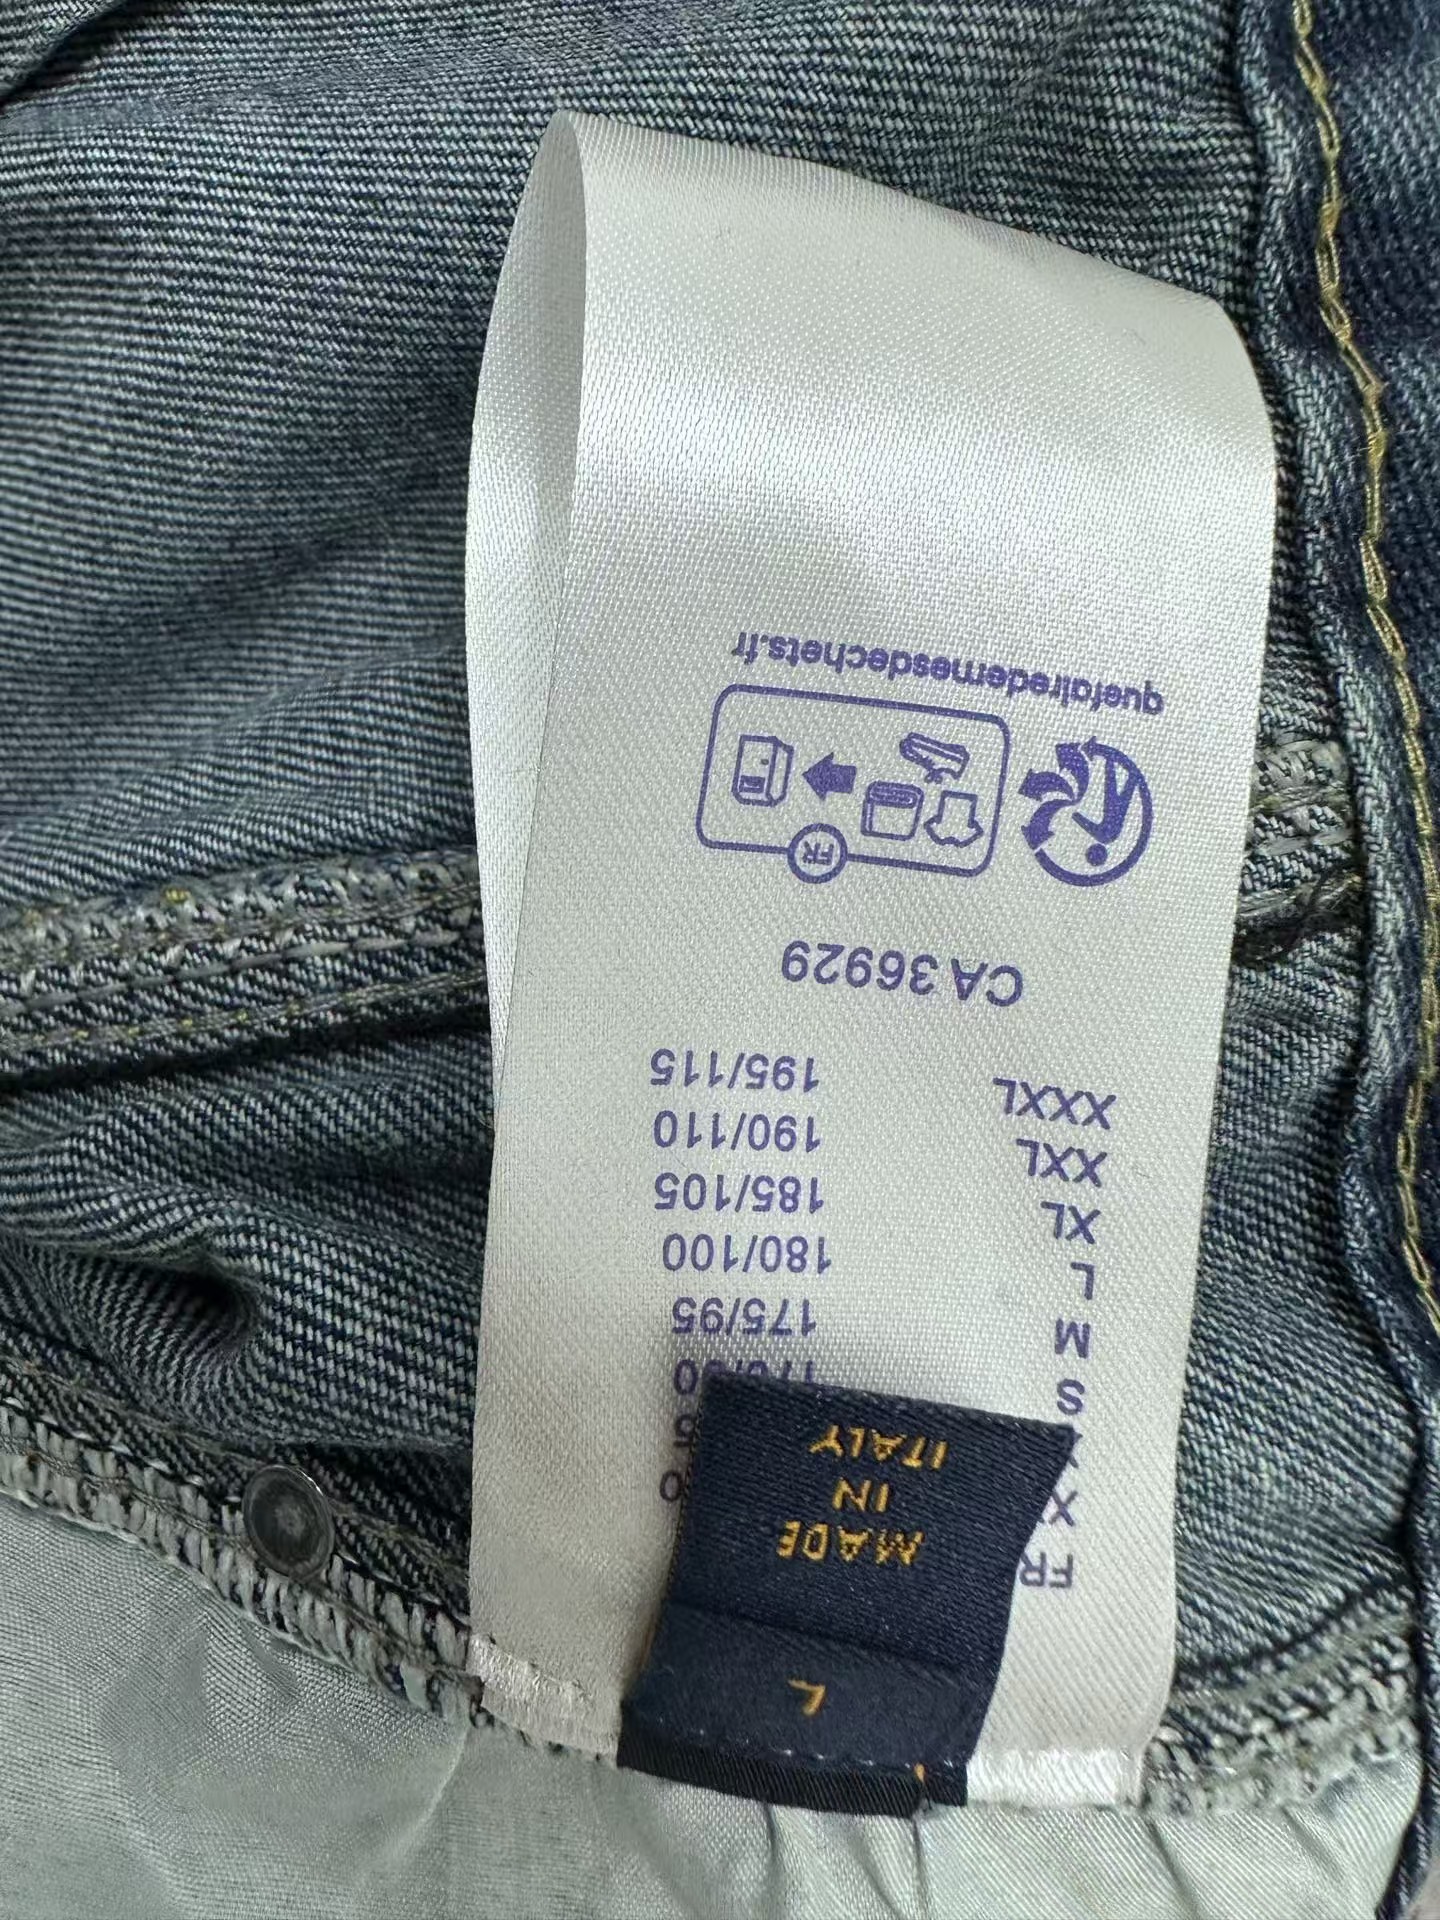 L
MADE
IN
ITALY
FR
S
M 175/95
L 180/100
XL 185/105
XXL 190/110
XXXL 195/115
CA 36929
FR
quefairedemesdechets.fr